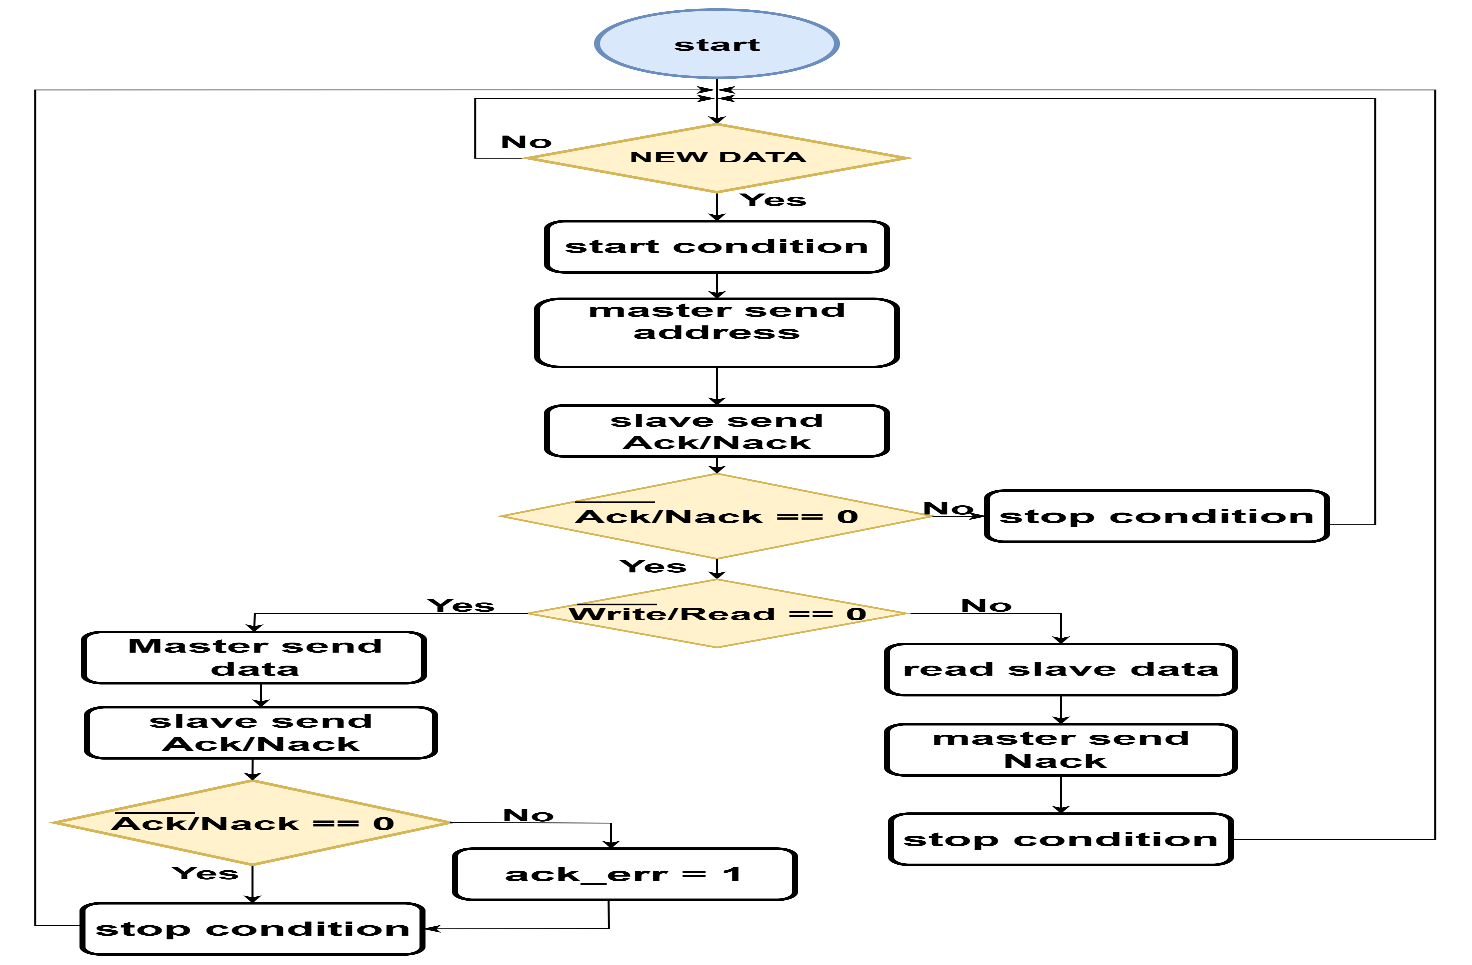 start
No
NEW DATA
Yes
start condition
master send
address
slave send
Ack/Nack
Ack/Nack == 0
No
stop condition
Yes
Yes
Write/Read == 0
No
Master send
data
read slave data
slave send
Ack/Nack
master send
Nack
Ack/Nack == 0
No
stop condition
Yes
ack_err = 1
stop condition